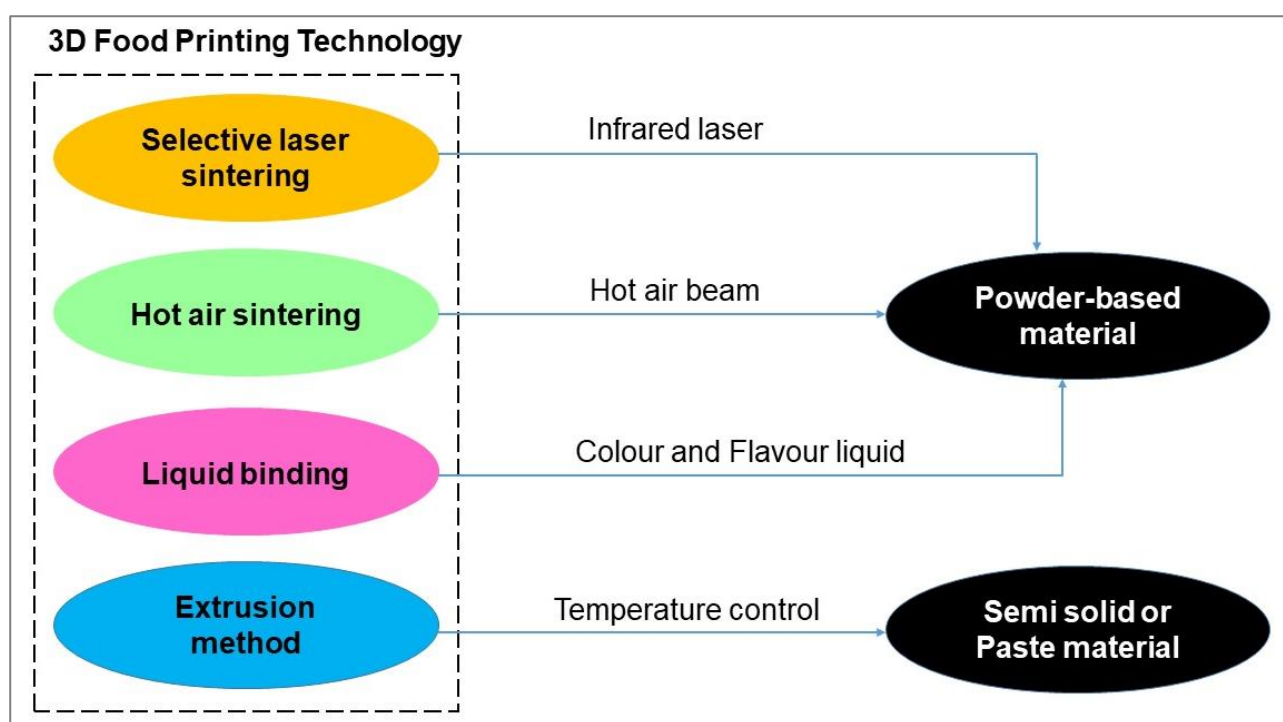 3D Food Printing Technology
Selective laser
sintering
Infrared laser
Hot air sintering
Hot air beam
Powder-based
material
Liquid binding
Colour and Flavour liquid
Extrusion
method
Temperature control
Semi solid or
Paste material